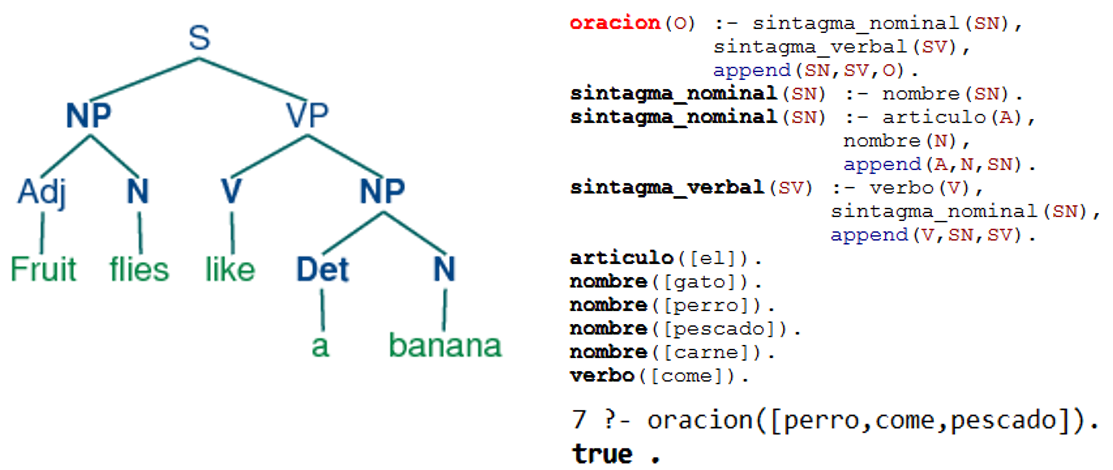 S
NP VP
Adj N V NP
Fruit flies like Det N
a banana
oracion(O) :- sintagma_nominal(SN),
sintagma_verbal(SV),
append(SN,SV,O).
sintagma_nominal(SN) :- nombre(SN).
sintagma_nominal(SN) :- articulo(A),
nombre(N),
append(A,N,SN).
sintagma_verbal(SV) :- verbo(V),
sintagma_nominal(SN),
append(V,SN,SV).
articulo([el]).
nombre([gato]).
nombre([perro]).
nombre([pescado]).
nombre([carne]).
verbo([come]).
7 ?- oracion([perro,come,pescado]).
true .